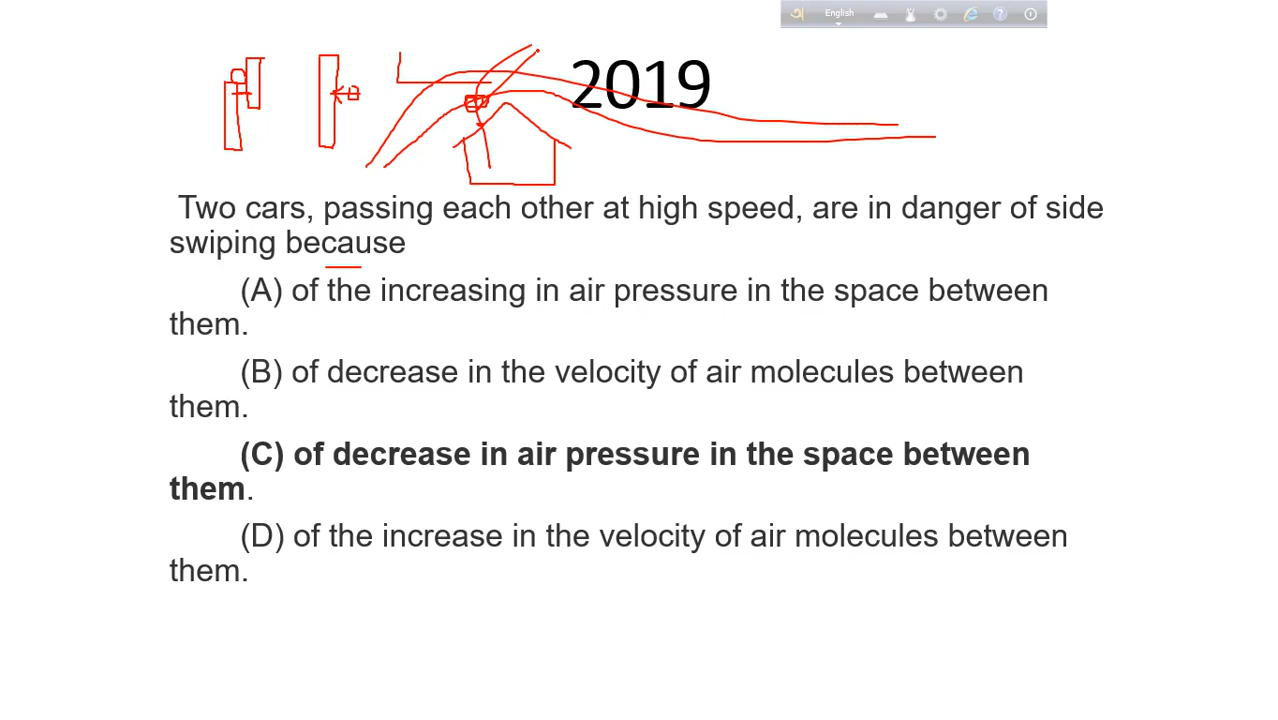 English
2019
Two cars, passing each other at high speed, are in danger of side
swiping because
(A) of the increasing in air pressure in the space between
them.
(B) of decrease in the velocity of air molecules between
them.
(C) of decrease in air pressure in the space between
them.
(D) of the increase in the velocity of air molecules between
them.